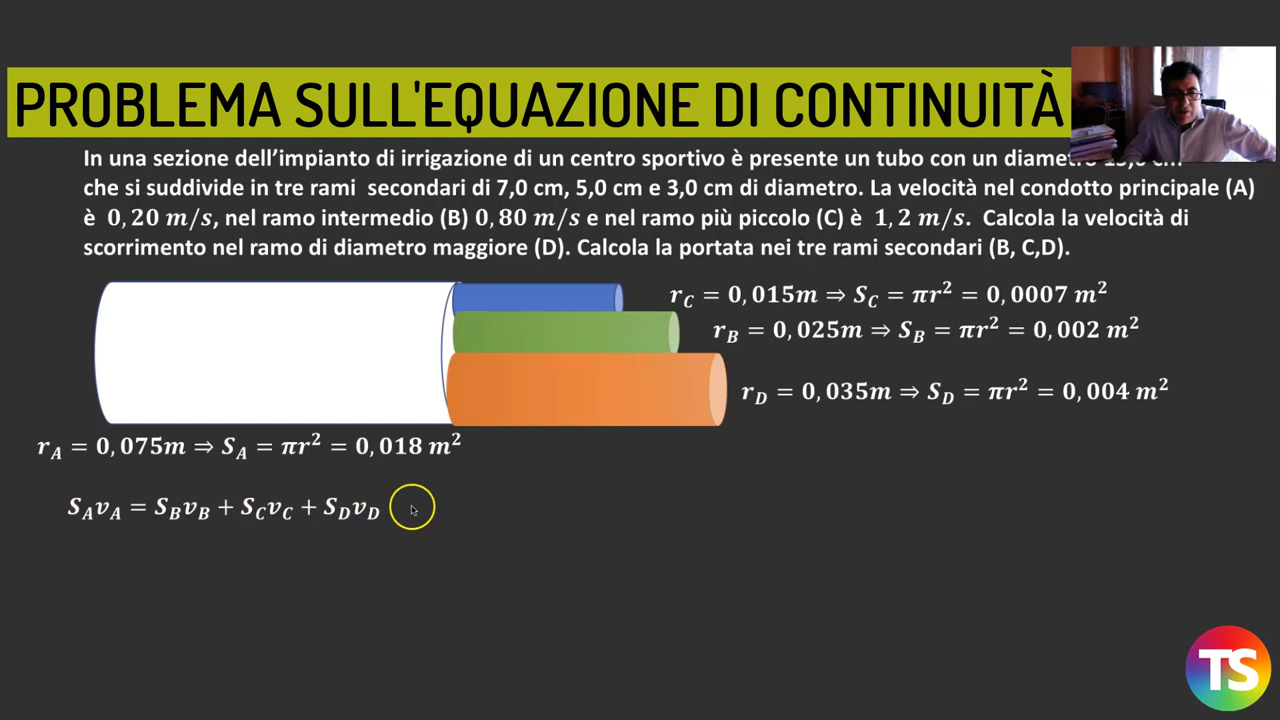 PROBLEMA SULL'EQUAZIONE DI CONTINUITÀ
In una sezione dell'impianto di irrigazione di un centro sportivo è presente un tubo con un
che si suddivide in tre rami secondari di 7,0 cm, 5,0 cm e 3,0 cm di diametro. La velocità nel condotto principale (A)
è 0,20 m/s, nel ramo intermedio (B) 0,80 m/s e nel ramo più piccolo (C) è 1,2 m/s. Calcola la velocità di
scorrimento nel ramo di diametro maggiore (D). Calcola la portata nei tre rami secondari (B, C,D).
r_C = 0,015m ⇒ S_C = πr² = 0,0007 m²
r_B = 0,025m ⇒ S_B = πr² = 0,002 m²
r_D = 0,035m ⇒ S_D = πr² = 0,004 m²
r_A = 0,075m ⇒ S_A = πr² = 0,018 m²
S_A v_A = S_B v_B + S_C v_C + S_D v_D
TS